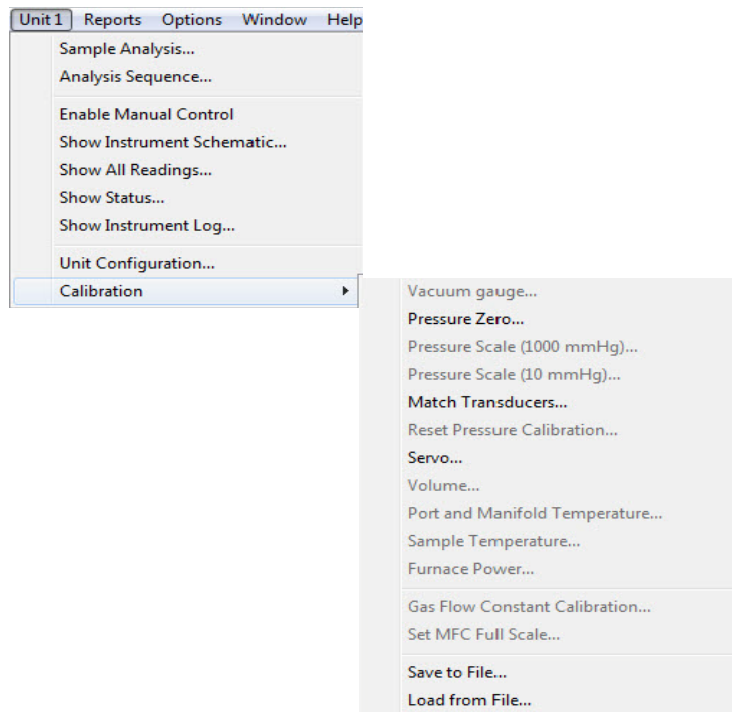 Unit 1 Reports Options Window Help
Sample Analysis...
Analysis Sequence...
Enable Manual Control
Show Instrument Schematic...
Show All Readings...
Show Status...
Show Instrument Log...
Unit Configuration...
Calibration
Vacuum gauge...
Pressure Zero...
Pressure Scale (1000 mmHg)...
Pressure Scale (10 mmHg)...
Match Transducers...
Reset Pressure Calibration...
Servo...
Volume...
Port and Manifold Temperature...
Sample Temperature...
Furnace Power...
Gas Flow Constant Calibration...
Set MFC Full Scale...
Save to File...
Load from File...